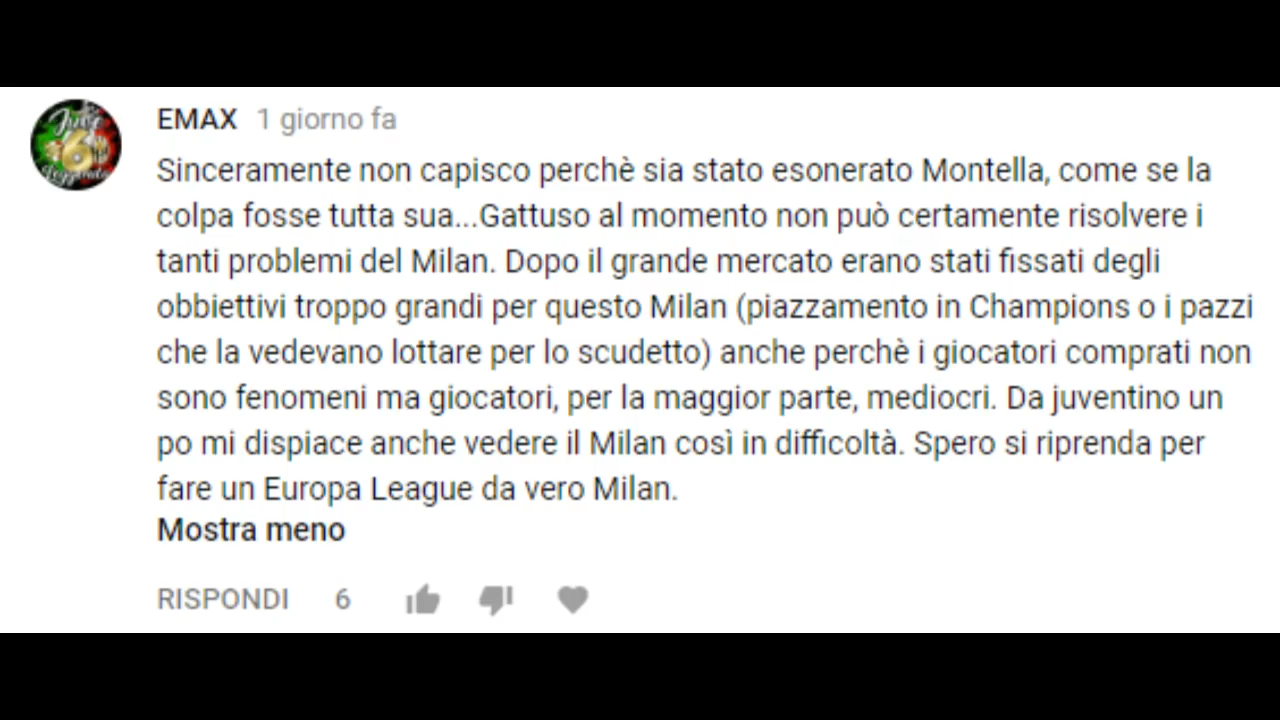 Juve
6
Leggenda
EMAX 1 giorno fa
Sinceramente non capisco perchè sia stato esonerato Montella, come se la
colpa fosse tutta sua...Gattuso al momento non può certamente risolvere i
tanti problemi del Milan. Dopo il grande mercato erano stati fissati degli
obbiettivi troppo grandi per questo Milan (piazzamento in Champions o i pazzi
che la vedevano lottare per lo scudetto) anche perchè i giocatori comprati non
sono fenomeni ma giocatori, per la maggior parte, mediocri. Da juventino un
po mi dispiace anche vedere il Milan così in difficoltà. Spero si riprenda per
fare un Europa League da vero Milan.
Mostra meno
RISPONDI 6